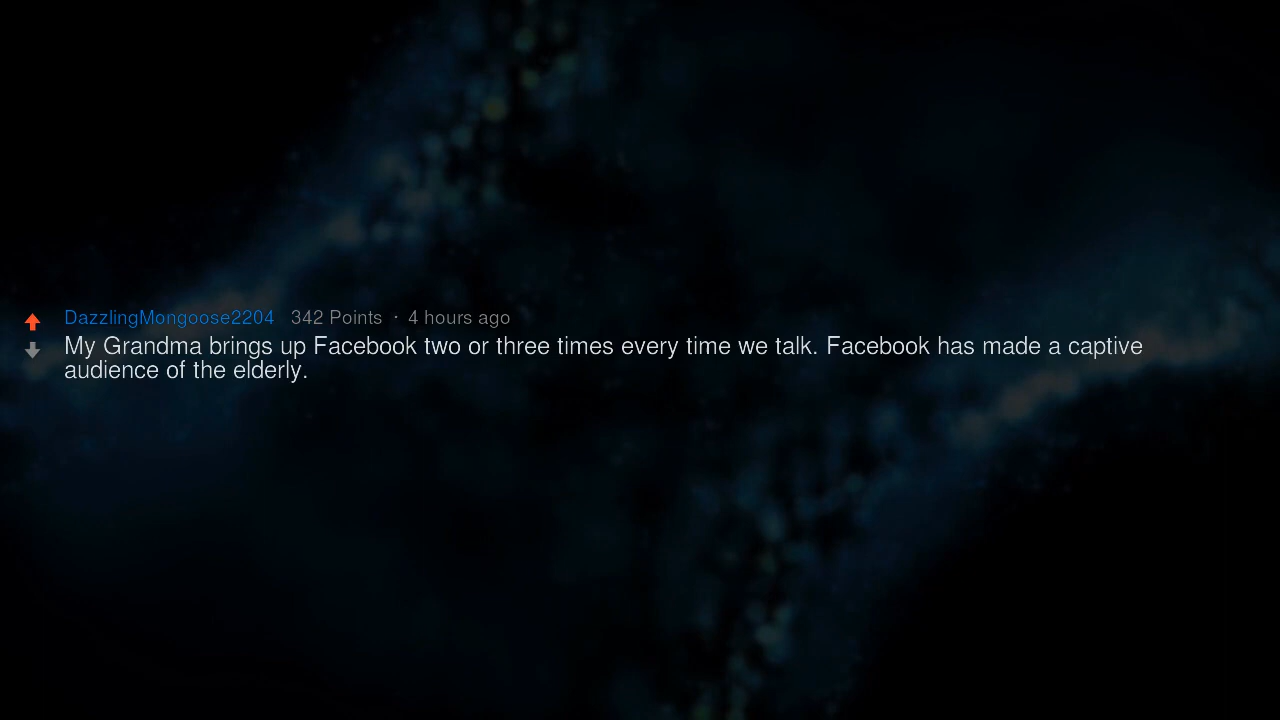 DazzlingMongoose2204 342 Points · 4 hours ago
My Grandma brings up Facebook two or three times every time we talk. Facebook has made a captive
audience of the elderly.